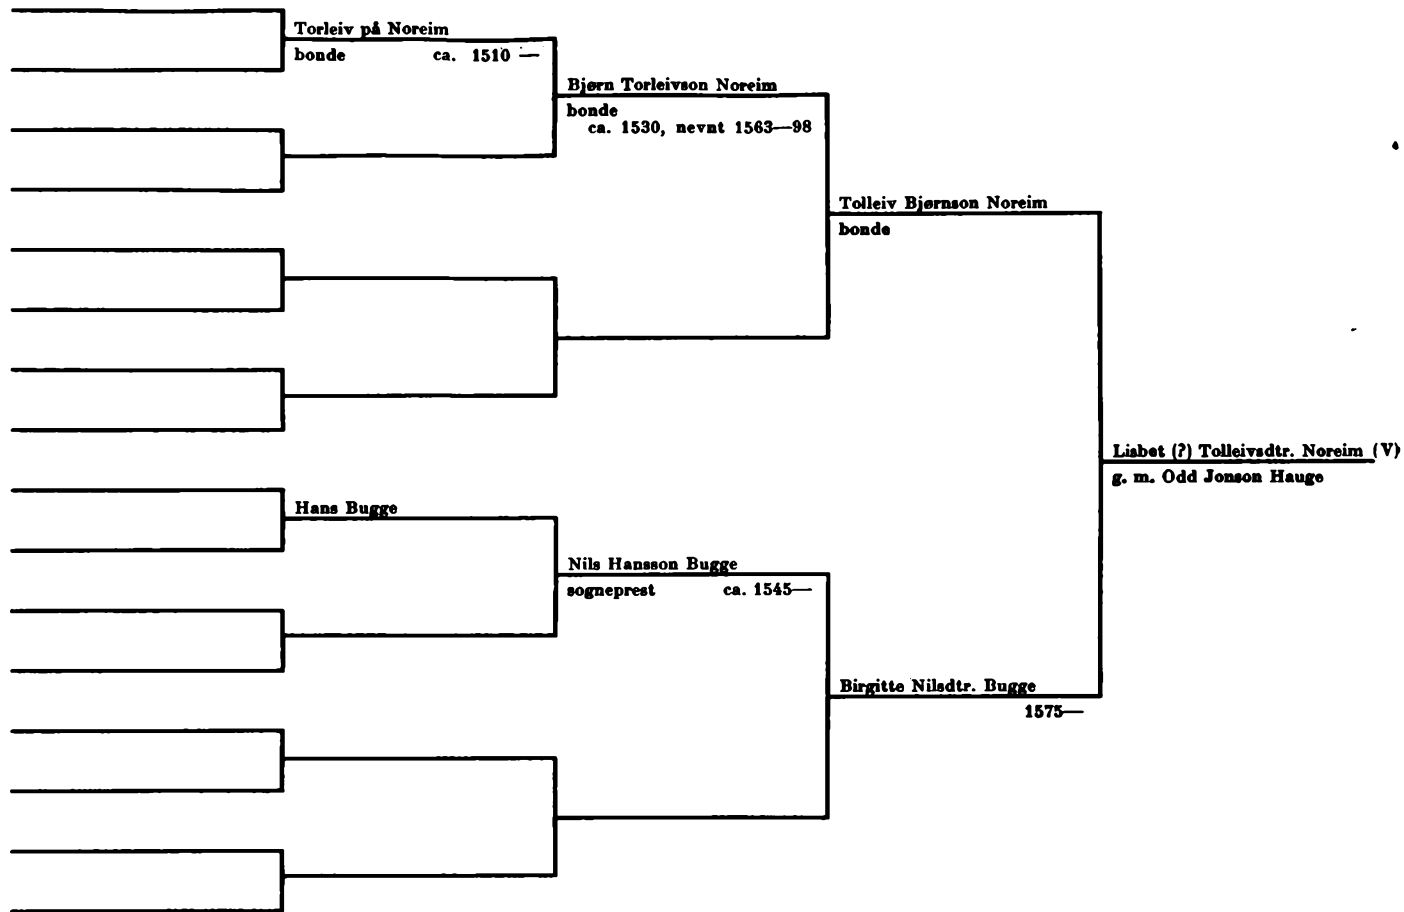 Torleiv på Noreim
bonde ca. 1510 —
Bjørn Torleivson Noreim
bonde
ca. 1530, nevnt 1563—98
Tolleiv Bjørnson Noreim
bonde
Lisbet (?) Tolleivsdtr. Noreim (V)
g. m. Odd Jonson Hauge
Hans Bugge
Nils Hansson Bugge
sogneprest ca. 1545—
Birgitte Nilsdtr. Bugge
1575—